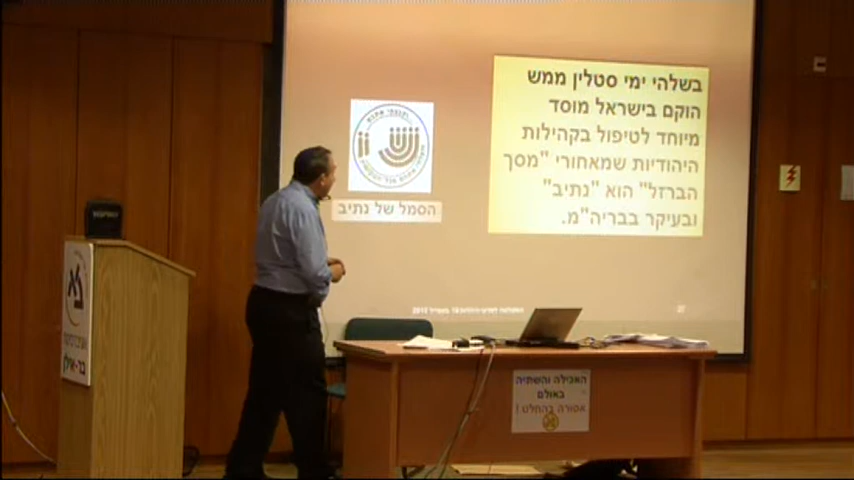 בשלהי ימי סטלין ממש
הוקם בישראל מוסד
מיוחד לטיפול בקהילות
היהודיות שמאחורי "מסך
הברזל" הוא "נתיב"
ובעיקר בבריה"מ.
הסמל של נתיב
בר-אילן
האכילה והשתיה
באולם
אסורה בהחלט !